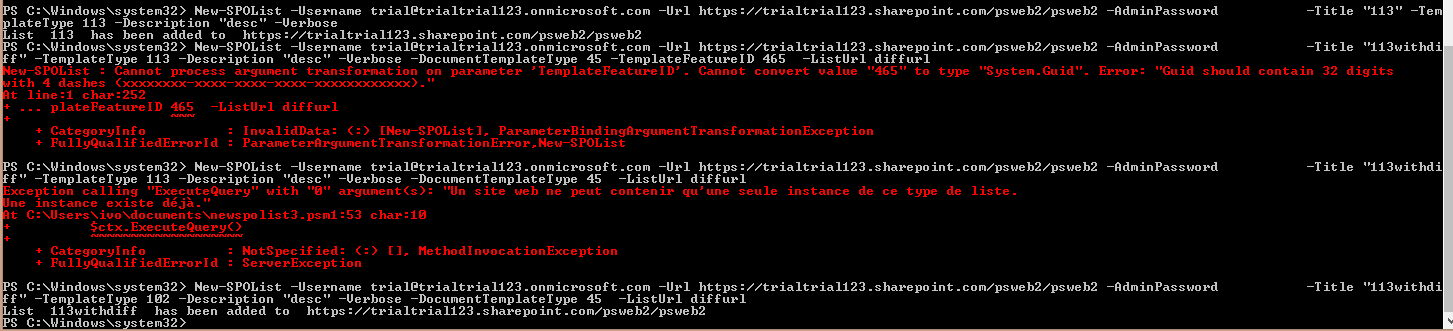 PS C:\Windows\system32> New-SPOList -Username trial@trialtrial123.onmicrosoft.com -Url https://trialtrial123.sharepoint.com/psweb2/psweb2 -AdminPassword -Title "113" -Tem
plateType 113 -Description "desc" -Verbose
List 113 has been added to https://trialtrial123.sharepoint.com/psweb2/psweb2
PS C:\Windows\system32> New-SPOList -Username trial@trialtrial123.onmicrosoft.com -Url https://trialtrial123.sharepoint.com/psweb2/psweb2 -AdminPassword -Title "113withdi
ff" -TemplateType 113 -Description "desc" -Verbose -DocumentTemplateType 45 -TemplateFeatureID 465 -ListUrl diffurl
New-SPOList : Cannot process argument transformation on parameter 'TemplateFeatureID'. Cannot convert value "465" to type "System.Guid". Error: "Guid should contain 32 digits
with 4 dashes (xxxxxxxx-xxxx-xxxx-xxxx-xxxxxxxxxxxx)."
At line:1 char:252
+ ... plateFeatureID 465 -ListUrl diffurl
+ ~~~
+ CategoryInfo : InvalidData: (:) [New-SPOList], ParameterBindingArgumentTransformationException
+ FullyQualifiedErrorId : ParameterArgumentTransformationError,New-SPOList
PS C:\Windows\system32> New-SPOList -Username trial@trialtrial123.onmicrosoft.com -Url https://trialtrial123.sharepoint.com/psweb2/psweb2 -AdminPassword -Title "113withdi
ff" -TemplateType 113 -Description "desc" -Verbose -DocumentTemplateType 45 -ListUrl diffurl
Exception calling "ExecuteQuery" with "0" argument(s): "Un site web ne peut contenir qu'une seule instance de ce type de liste.
Une instance existe déjà."
At C:\Users\ivo\documents\newspolist3.psm1:53 char:10
+ $ctx.ExecuteQuery()
+ ~~~~~~~~~~~~~~~~~~~
+ CategoryInfo : NotSpecified: (:) [], MethodInvocationException
+ FullyQualifiedErrorId : ServerException
PS C:\Windows\system32> New-SPOList -Username trial@trialtrial123.onmicrosoft.com -Url https://trialtrial123.sharepoint.com/psweb2/psweb2 -AdminPassword -Title "113withdi
ff" -TemplateType 102 -Description "desc" -Verbose -DocumentTemplateType 45 -ListUrl diffurl
List 113withdiff has been added to https://trialtrial123.sharepoint.com/psweb2/psweb2
PS C:\Windows\system32>